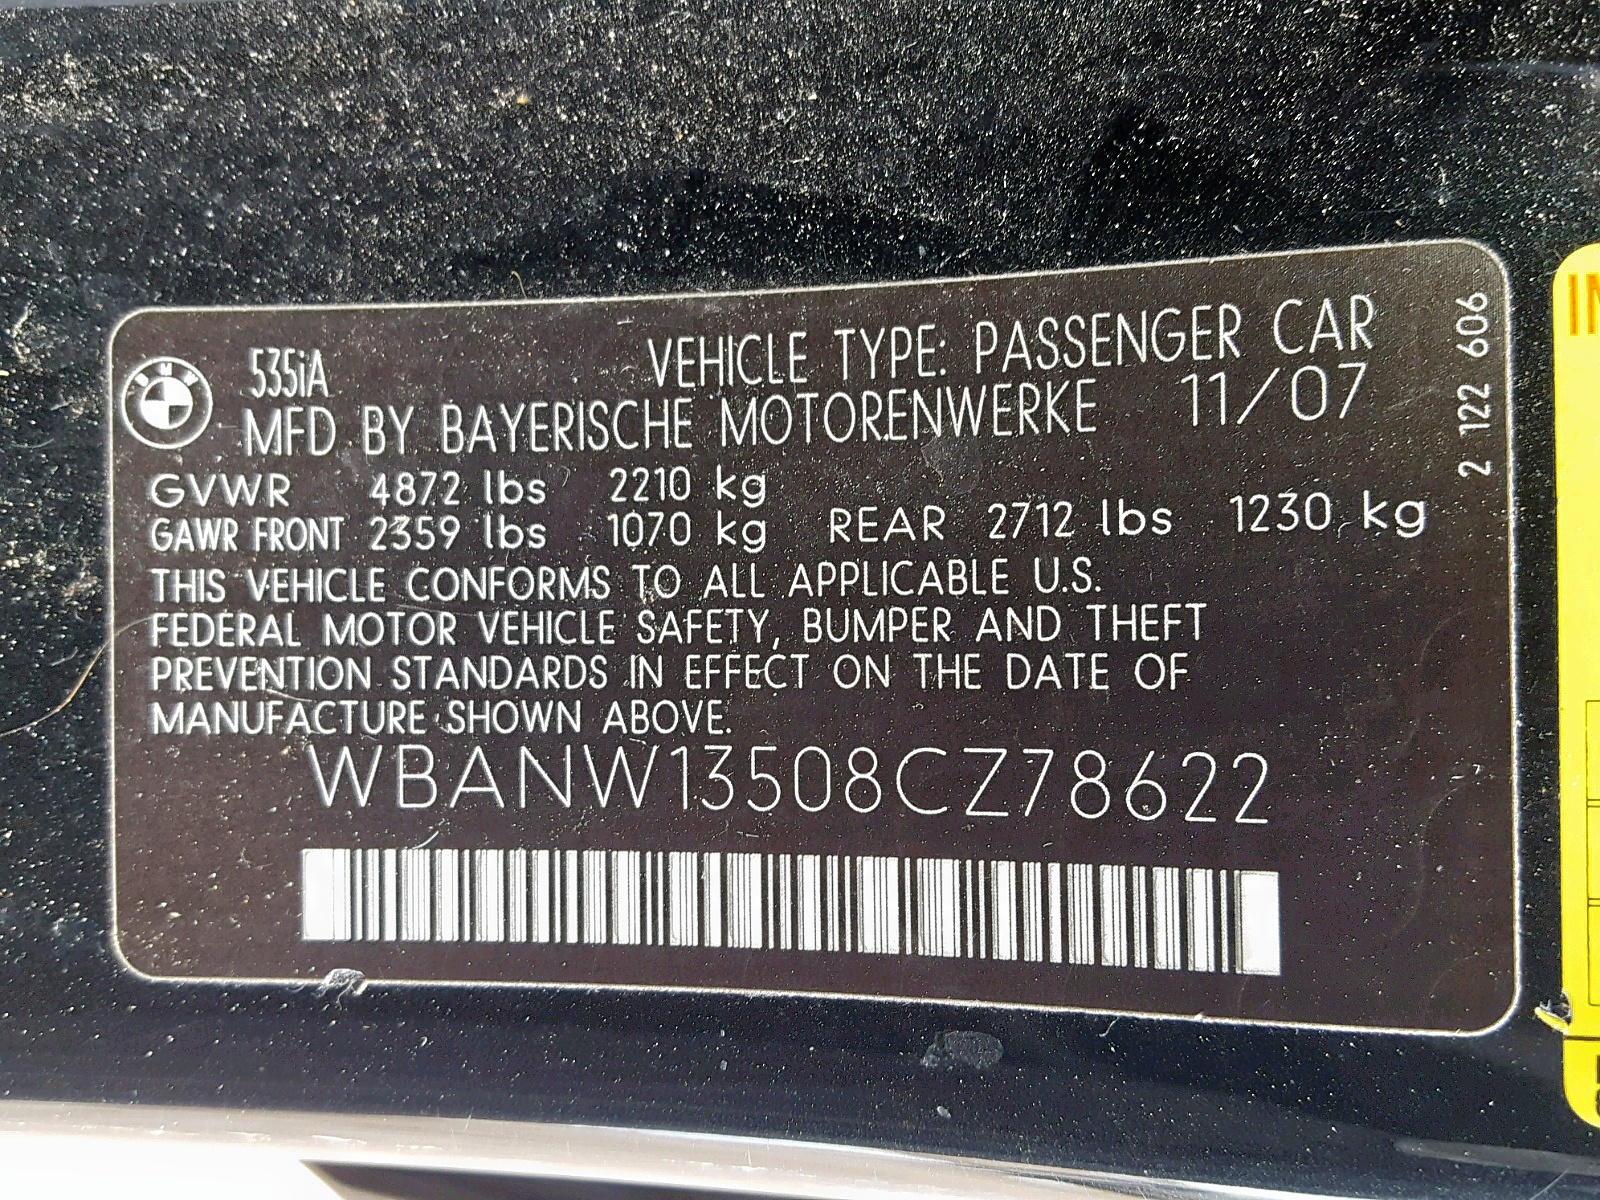 BMW
535iA
VEHICLE TYPE: PASSENGER CAR
MFD BY BAYERISCHE MOTORENWERKE 11/07
GVWR 4872 lbs 2210 kg
GAWR FRONT 2359 lbs 1070 kg REAR 2712 lbs 1230 kg
THIS VEHICLE CONFORMS TO ALL APPLICABLE U.S.
FEDERAL MOTOR VEHICLE SAFETY, BUMPER AND THEFT
PREVENTION STANDARDS IN EFFECT ON THE DATE OF
MANUFACTURE SHOWN ABOVE.
WBANW13508CZ78622
2 122 606